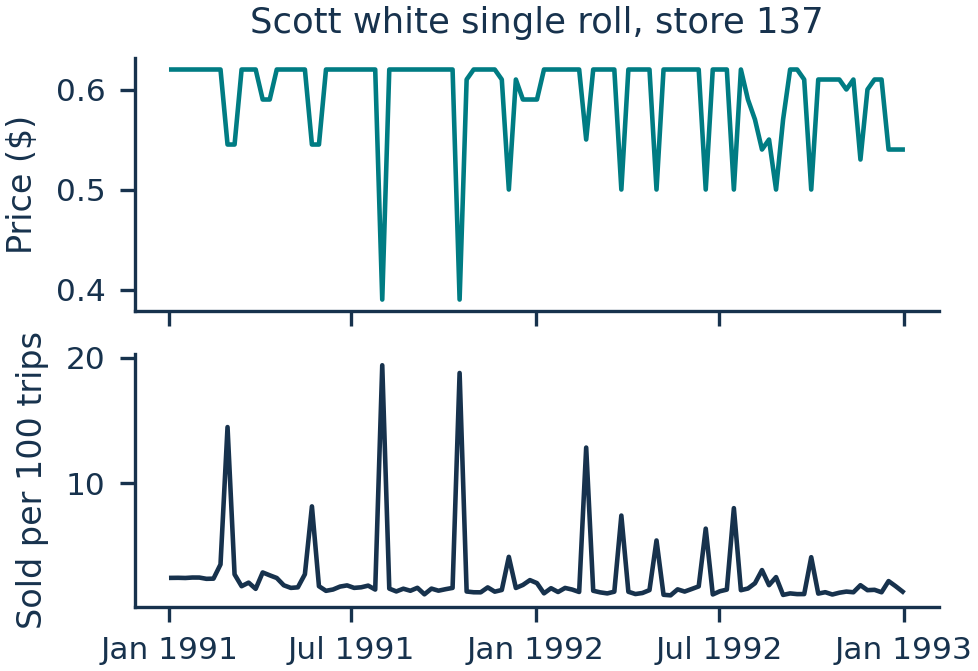 Scott white single roll, store 137
Price ($)
0.6
0.5
0.4
Sold per 100 trips
20
10
Jan 1991 Jul 1991 Jan 1992 Jul 1992 Jan 1993